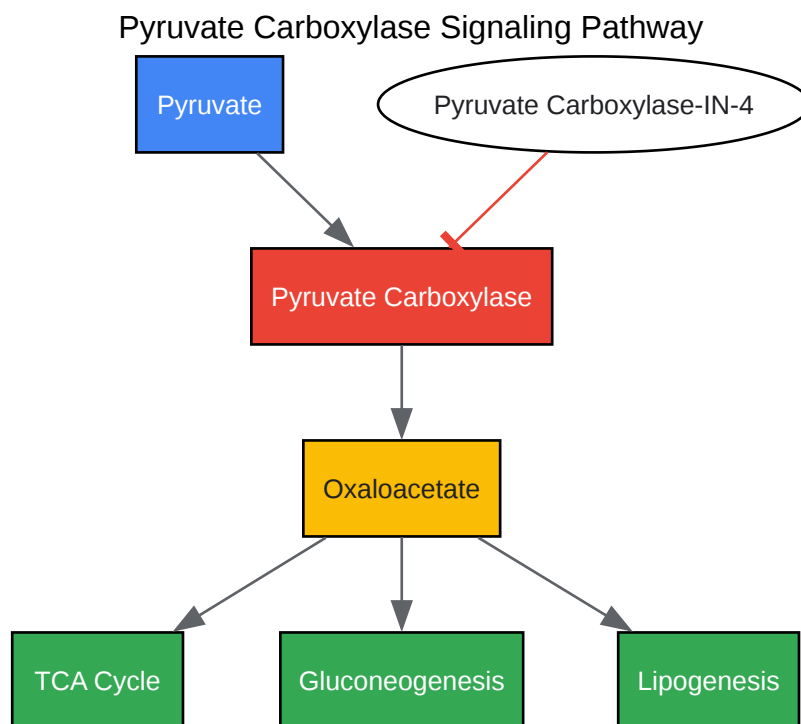 Pyruvate Carboxylase Signaling Pathway
Pyruvate
Pyruvate Carboxylase-IN-4
Pyruvate Carboxylase
Oxaloacetate
TCA Cycle
Gluconeogenesis
Lipogenesis